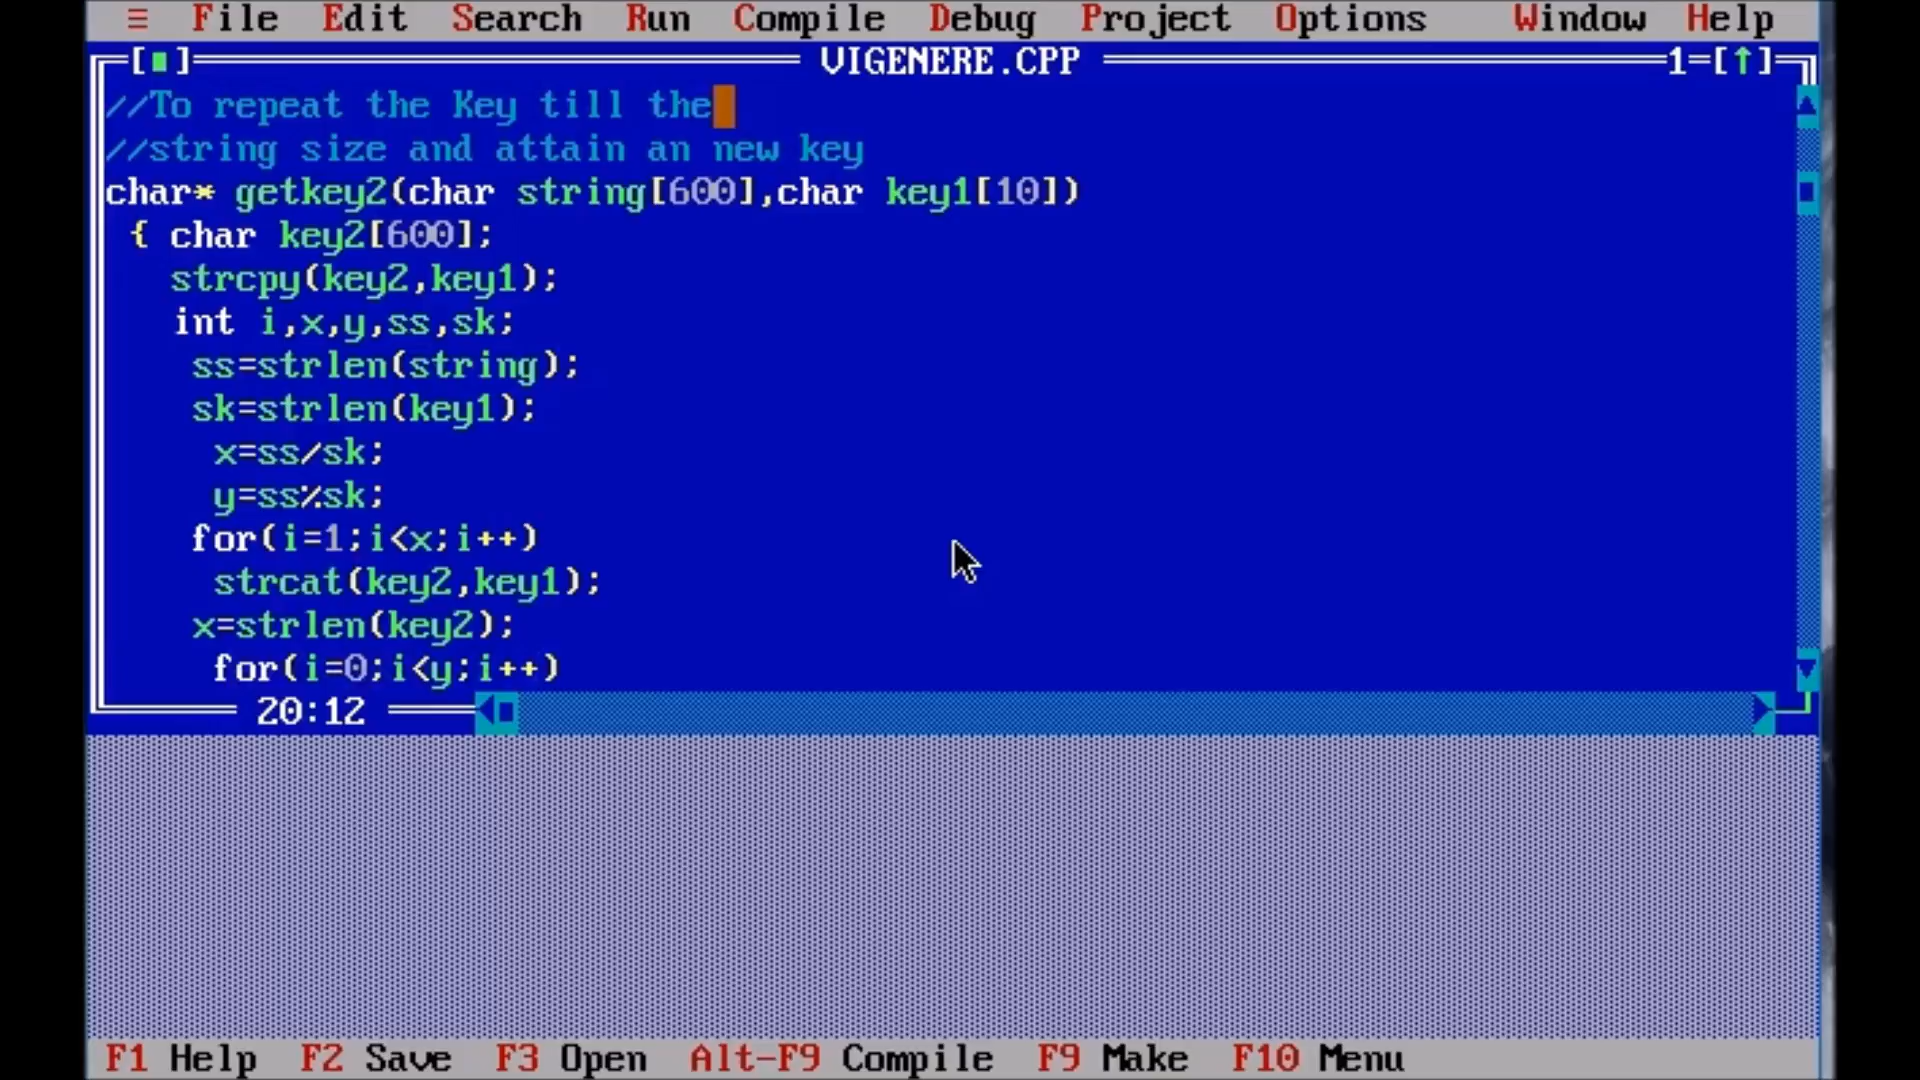 ≡ File Edit Search Run Compile Debug Project Options Window Help
[■] VIGENERE.CPP 1=[↑]
//To repeat the Key till the
//string size and attain an new key
char* getkey2(char string[600],char key1[10])
{ char key2[600];
strcpy(key2,key1);
int i,x,y,ss,sk;
ss=strlen(string);
sk=strlen(key1);
x=ss/sk;
y=ss%sk;
for(i=1;i<x;i++)
strcat(key2,key1);
x=strlen(key2);
for(i=0;i<y;i++)
20:12
F1 Help F2 Save F3 Open Alt-F9 Compile F9 Make F10 Menu